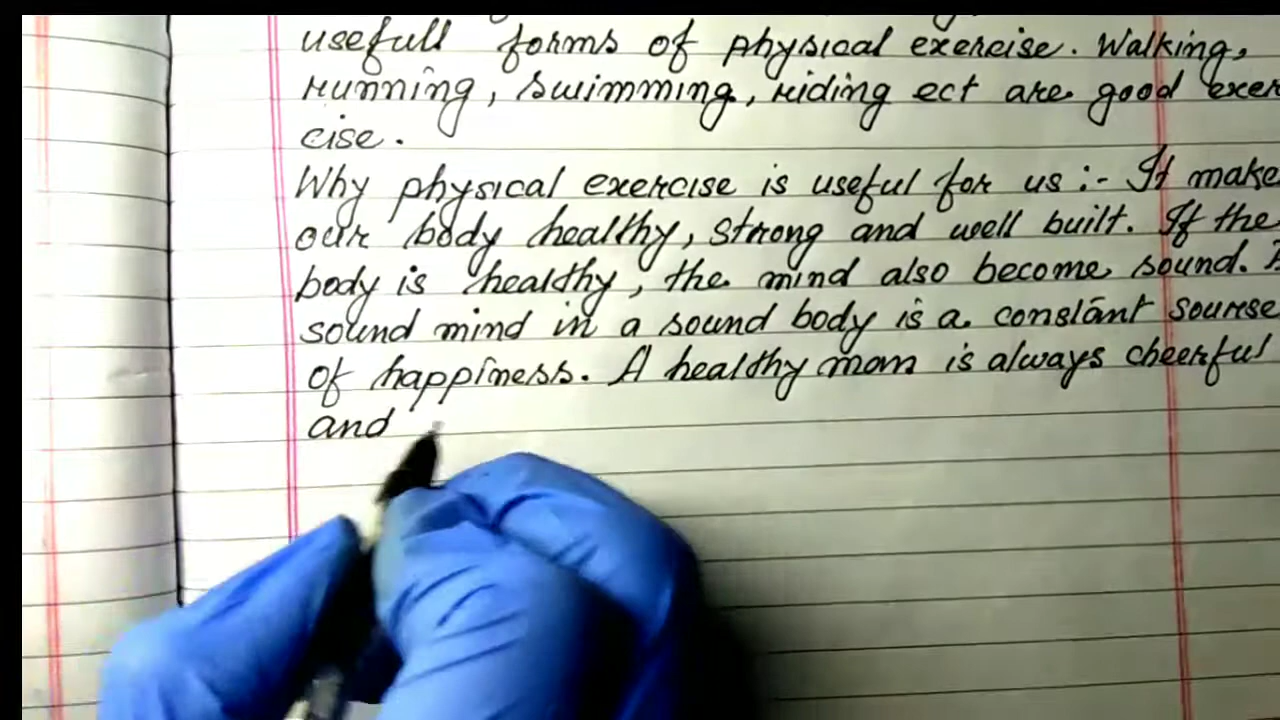 usefull forms of physical exercise. Walking,
running, swimming, riding ect are good exer
cise.
Why physical exercise is useful for us :- It make
our body healthy, strong and well built. If the
body is healthy, the mind also become sound. A
sound mind in a sound body is a constant sourse
of happiness. A healthy man is always cheerful
and